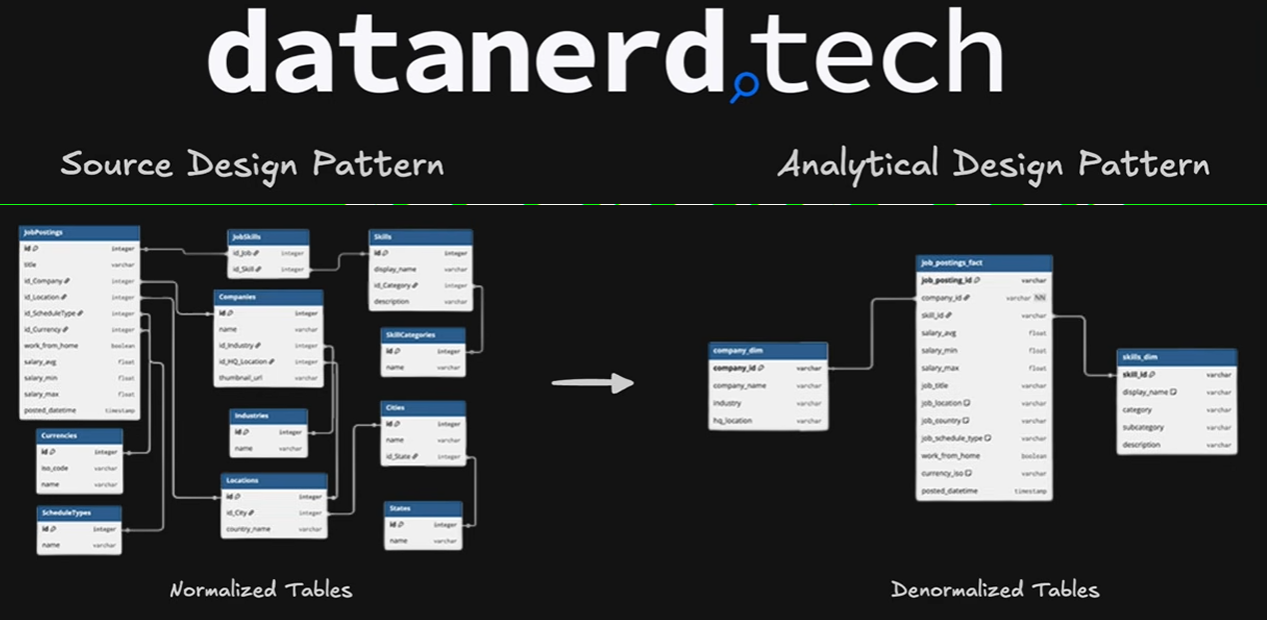 datanerd.tech
Source Design Pattern
Analytical Design Pattern
JobPostings
id integer
title varchar
id_Company integer
id_Location integer
id_ScheduleType integer
id_Currency integer
work_from_home boolean
salary_avg float
salary_min float
salary_max float
posted_datetime timestamp
JobSkills
id_Job integer
id_Skill integer
Skills
id integer
display_name varchar
id_Category integer
description varchar
Companies
id integer
name varchar
id_Industry integer
id_HQ_Location integer
thumbnail_url varchar
SkillCategories
id integer
name varchar
Industries
id integer
name varchar
Cities
id integer
name varchar
id_State integer
Currencies
id integer
iso_code varchar
name varchar
Locations
id integer
id_City integer
country_name varchar
ScheduleTypes
id integer
name varchar
States
id integer
name varchar
Normalized Tables
company_dim
company_id varchar
company_name varchar
industry varchar
hq_location varchar
job_postings_fact
job_posting_id varchar
company_id varchar NN
skill_id varchar
salary_avg float
salary_min float
salary_max float
job_title varchar
job_location varchar
job_country varchar
job_schedule_type varchar
work_from_home boolean
currency_iso varchar
posted_datetime timestamp
skills_dim
skill_id varchar
display_name varchar
category varchar
subcategory varchar
description varchar
Denormalized Tables